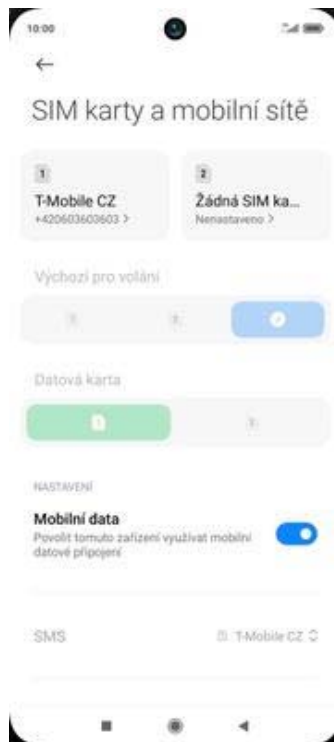 10:00
SIM karty a mobilní sítě
1
2
T-Mobile CZ
Žádná SIM ka...
+420603603603 >
Nenastaveno >
Výchozí pro volání
Datová karta
1
NASTAVENÍ
Mobilní data
Povolit tomuto zařízení využívat mobilní
datové připojení
SMS
T-Mobile CZ